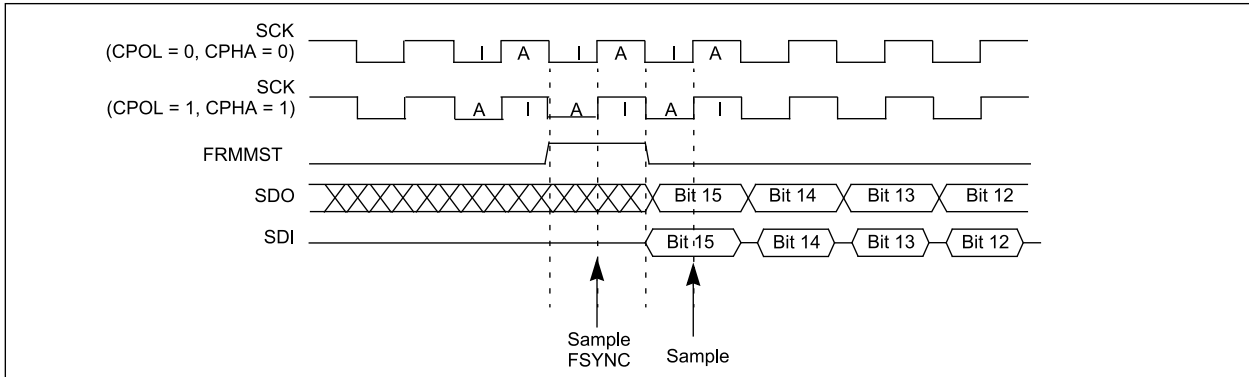 SCK
(CPOL = 0, CPHA = 0)
I A I A I A
SCK
(CPOL = 1, CPHA = 1)
A I A I A I
FRMMST
SDO
Bit 15 Bit 14 Bit 13 Bit 12
SDI
Bit 15 Bit 14 Bit 13 Bit 12
Sample
FSYNC
Sample